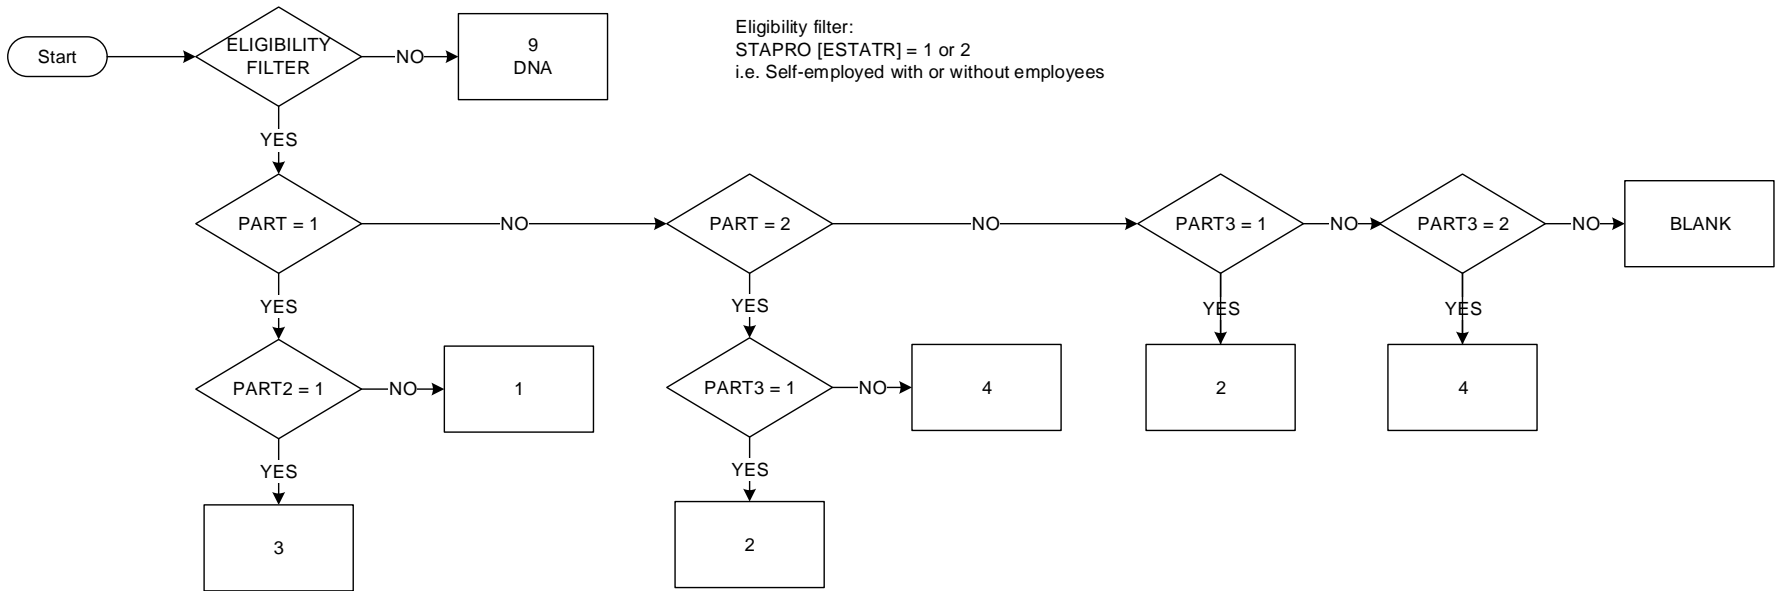 Start
ELIGIBILITY
FILTER
NO
9
DNA
Eligibility filter:
STAPRO [ESTATR] = 1 or 2
i.e. Self-employed with or without employees
YES
PART = 1
NO
PART = 2
NO
PART3 = 1
NO
PART3 = 2
NO
BLANK
YES
YES
YES
YES
PART2 = 1
NO
1
PART3 = 1
NO
4
2
4
YES
YES
3
2